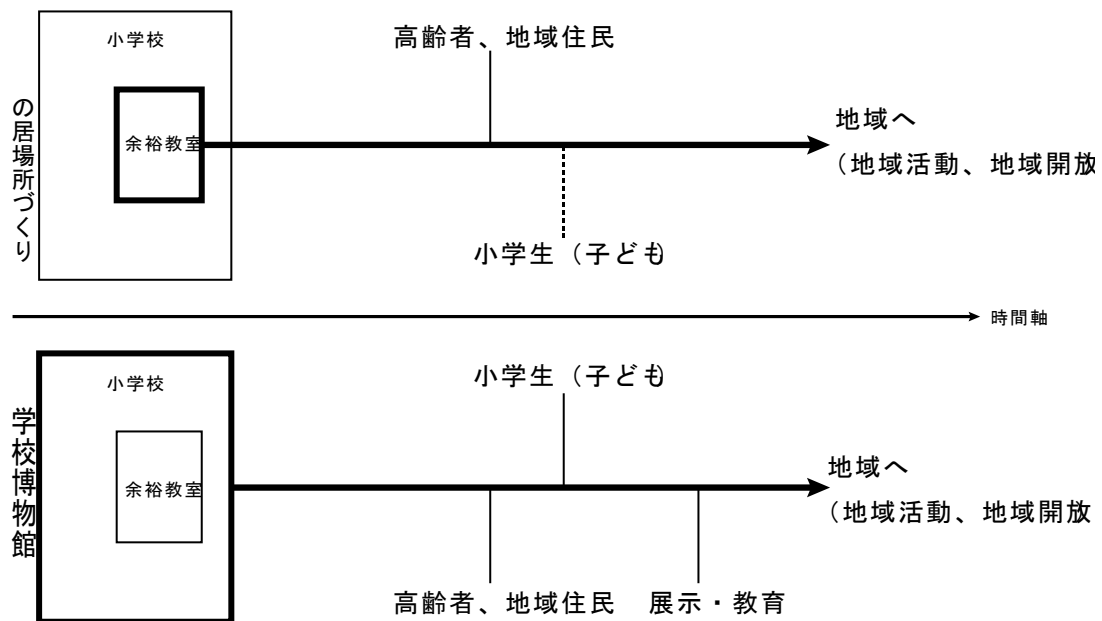 小学校
高齢者、地域住民
余裕教室
の居場所づくり
地域へ
（地域活動、地域開放
小学生（子ども
時間軸
小学校
小学生（子ども
学校博物館
余裕教室
地域へ
（地域活動、地域開放
高齢者、地域住民
展示・教育